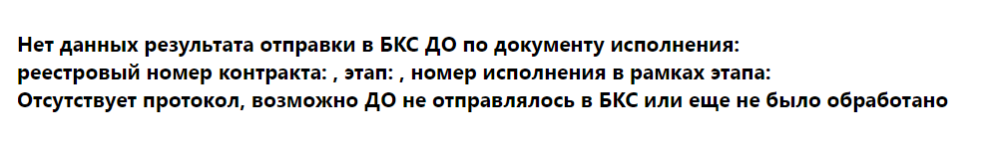 Нет данных результата отправки в БКС ДО по документу исполнения:
реестровый номер контракта: , этап: , номер исполнения в рамках этапа:
Отсутствует протокол, возможно ДО не отправлялось в БКС или еще не было обработано